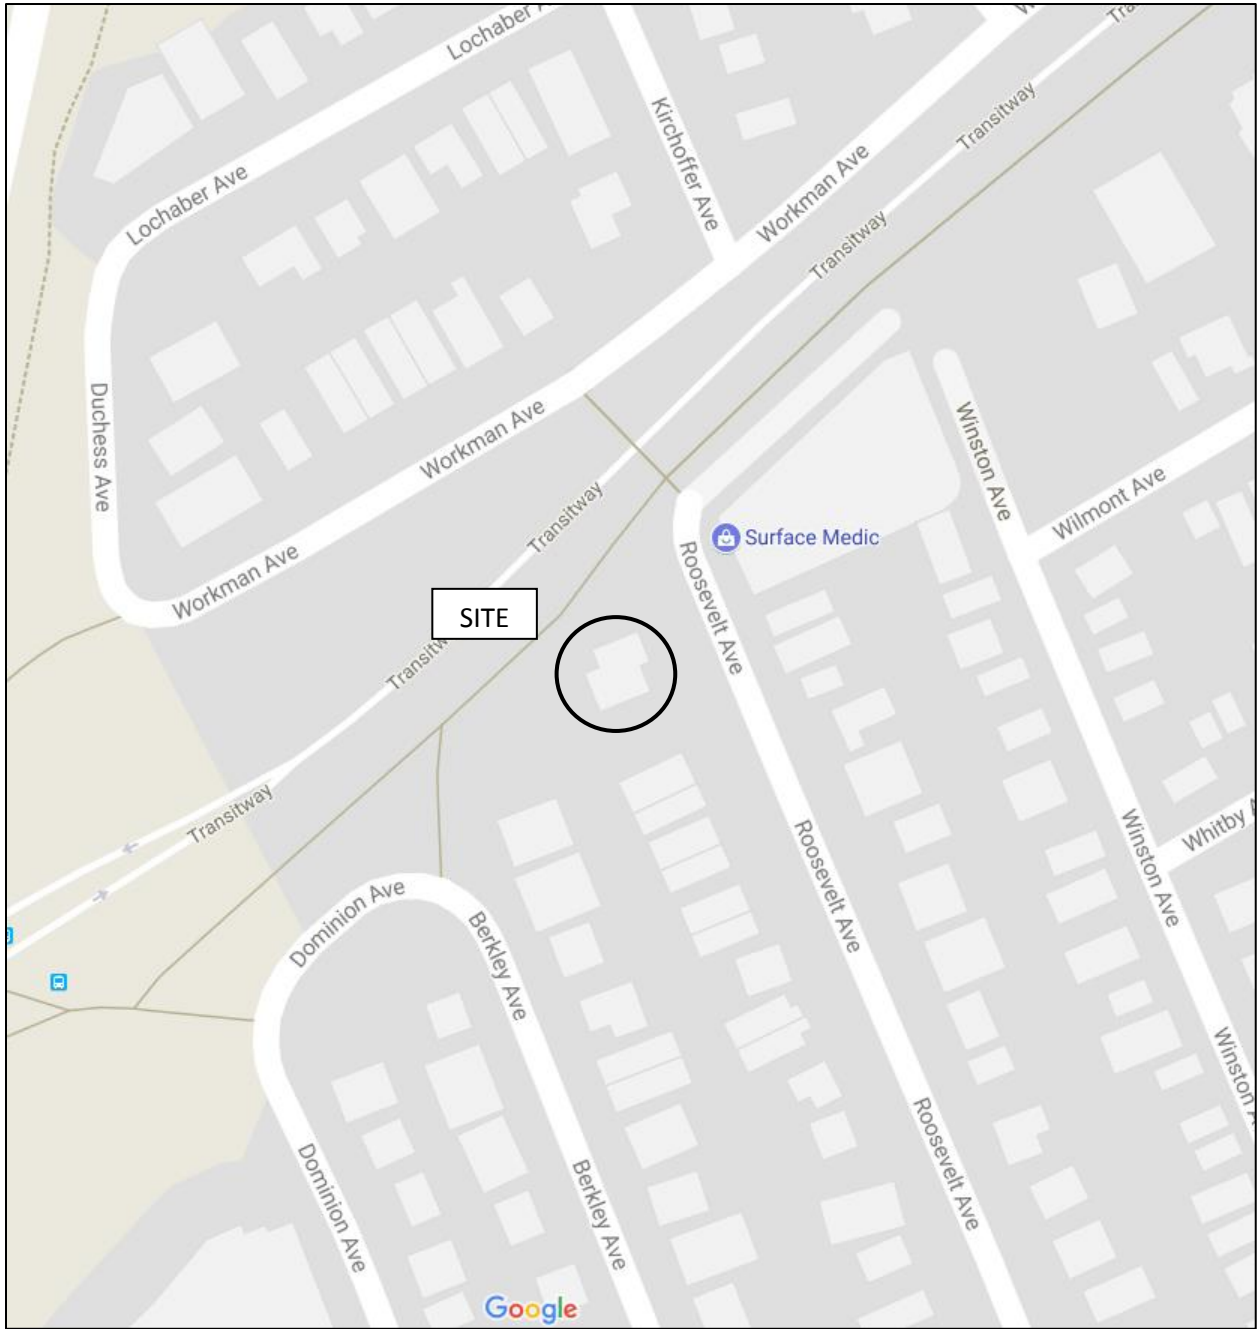 Lochaber A
Tra
W
Kirchoffer Ave
Transitway
Workman Ave
Lochaber Ave
Transitway
Duchess Ave
Workman Ave
Winston Ave
Transitway
Wilmont Ave
Surface Medic
Workman Ave
Roosevelt Ave
SITE
Transitw
Transitway
Winston Ave
Whitby
Roosevelt Ave
Dominion Ave
Berkley Ave
Winston A
Roosevelt Ave
Dominion Ave
Berkley Ave
Google